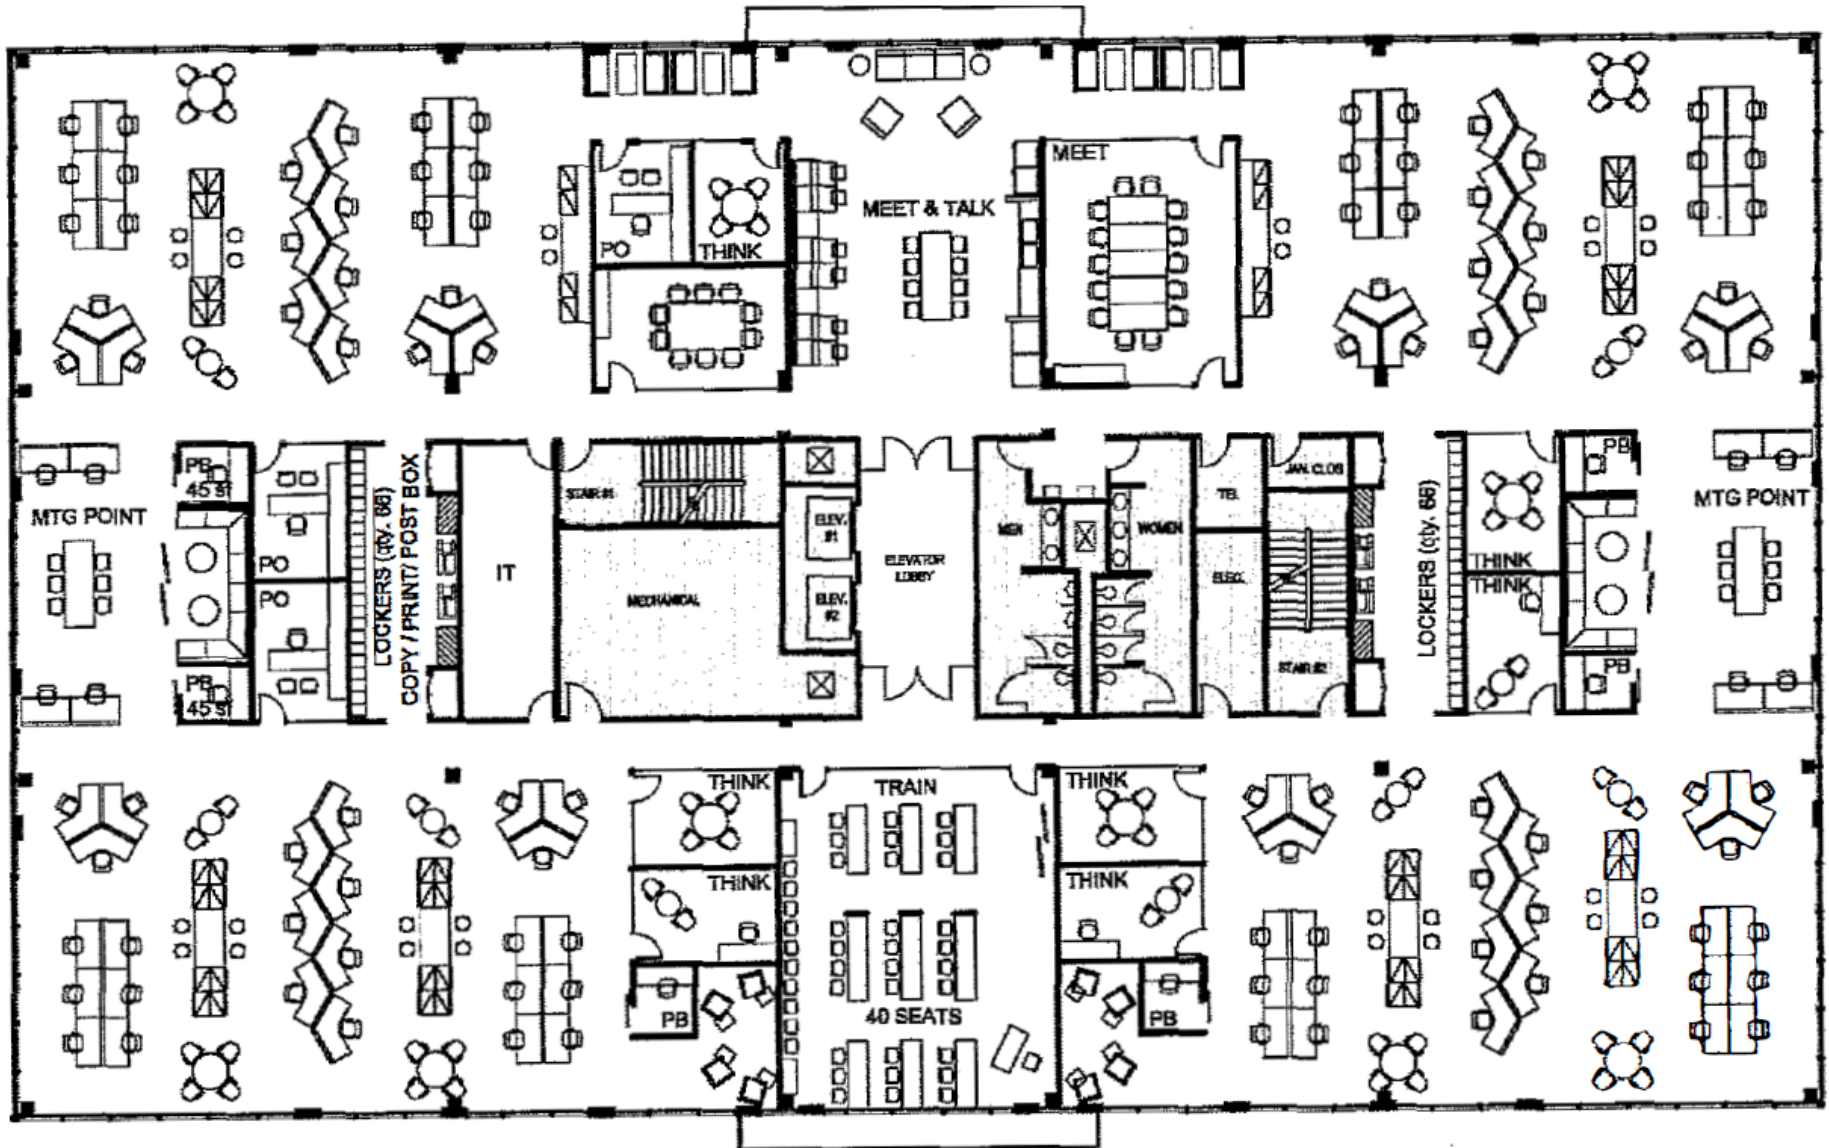 MEET
MEET & TALK
PO
THINK
PB
45 sf
MTG POINT
PO
PO
PB
45 sf
LOCKERS (qty. 66)
COPY / PRINT/ POST BOX
IT
STAIR #1
MECHANICAL
ELEV.
#1
ELEV.
#2
ELEVATOR
LOBBY
MEN
WOMEN
TEL
JAN. CLOS
ELEC.
STAIR #2
LOCKERS (qty. 66)
THINK
THINK
PB
PB
MTG POINT
THINK
THINK
PB
TRAIN
40 SEATS
THINK
THINK
PB